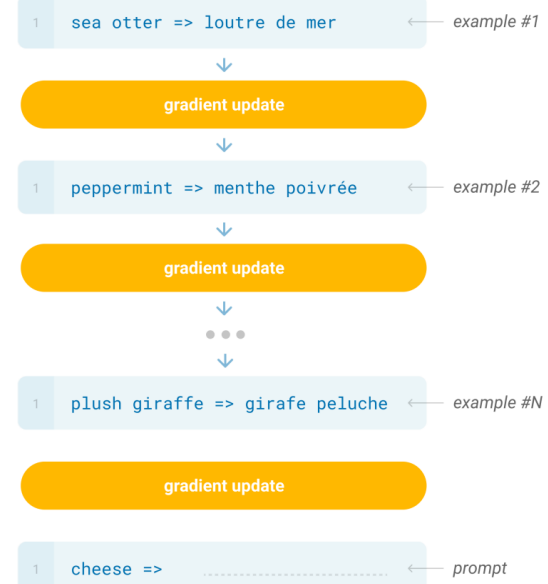 1 sea otter => loutre de mer example #1
gradient update
1 peppermint => menthe poivrée example #2
gradient update
1 plush giraffe => girafe peluche example #N
gradient update
1 cheese => prompt